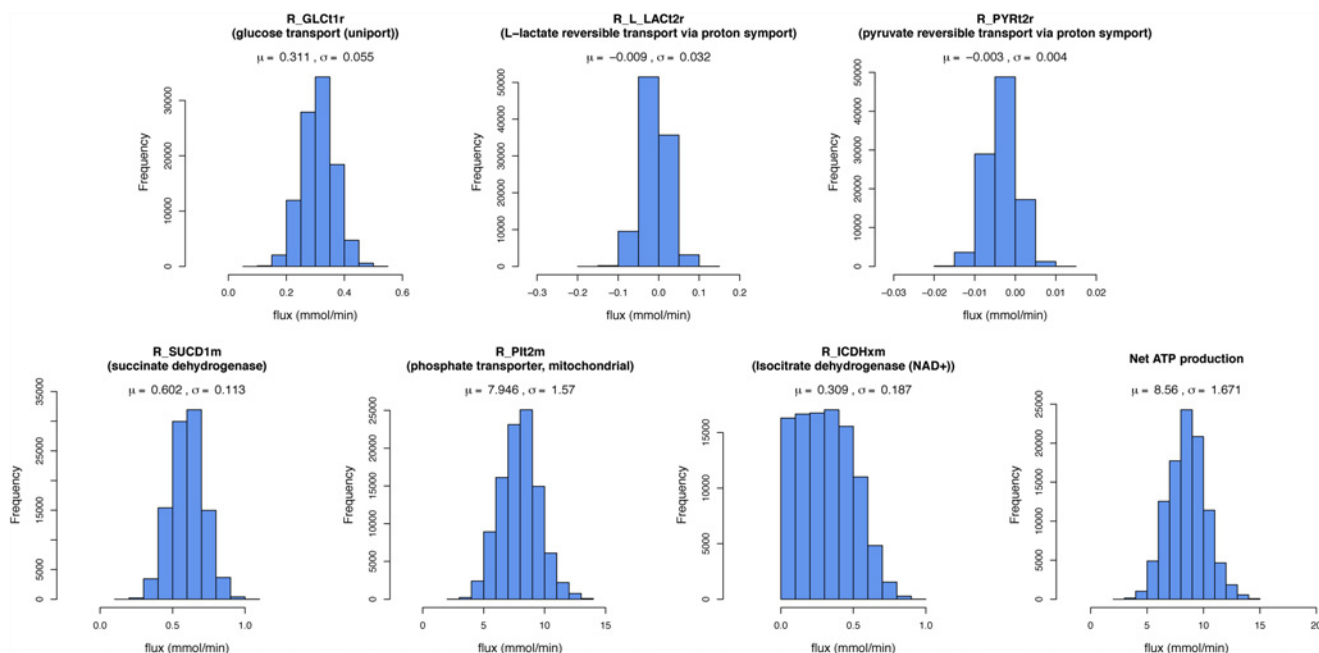 R_GLCt1r
(glucose transport (uniport))
μ = 0.311 , σ = 0.055
Frequency
0 10000 20000 30000
0.0 0.2 0.4 0.6
flux (mmol/min)
R_L_LACt2r
(L−lactate reversible transport via proton symport)
μ = −0.009 , σ = 0.032
Frequency
0 10000 20000 30000 40000 50000
−0.3 −0.2 −0.1 0.0 0.1 0.2
flux (mmol/min)
R_PYRt2r
(pyruvate reversible transport via proton symport)
μ = −0.003 , σ = 0.004
Frequency
0 10000 20000 30000 40000 50000
−0.03 −0.02 −0.01 0.00 0.01 0.02
flux (mmol/min)
R_SUCD1m
(succinate dehydrogenase)
μ = 0.602 , σ = 0.113
Frequency
0 5000 15000 25000 35000
0.0 0.5 1.0
flux (mmol/min)
R_PIt2m
(phosphate transporter, mitochondrial)
μ = 7.946 , σ = 1.57
Frequency
0 5000 10000 15000 20000 25000
0 5 10 15
flux (mmol/min)
R_ICDHxm
(Isocitrate dehydrogenase (NAD+))
μ = 0.309 , σ = 0.187
Frequency
0 5000 10000 15000
0.0 0.5 1.0
flux (mmol/min)
Net ATP production
μ = 8.56 , σ = 1.671
Frequency
0 5000 10000 15000 20000 25000
0 5 10 15 20
flux (mmol/min)